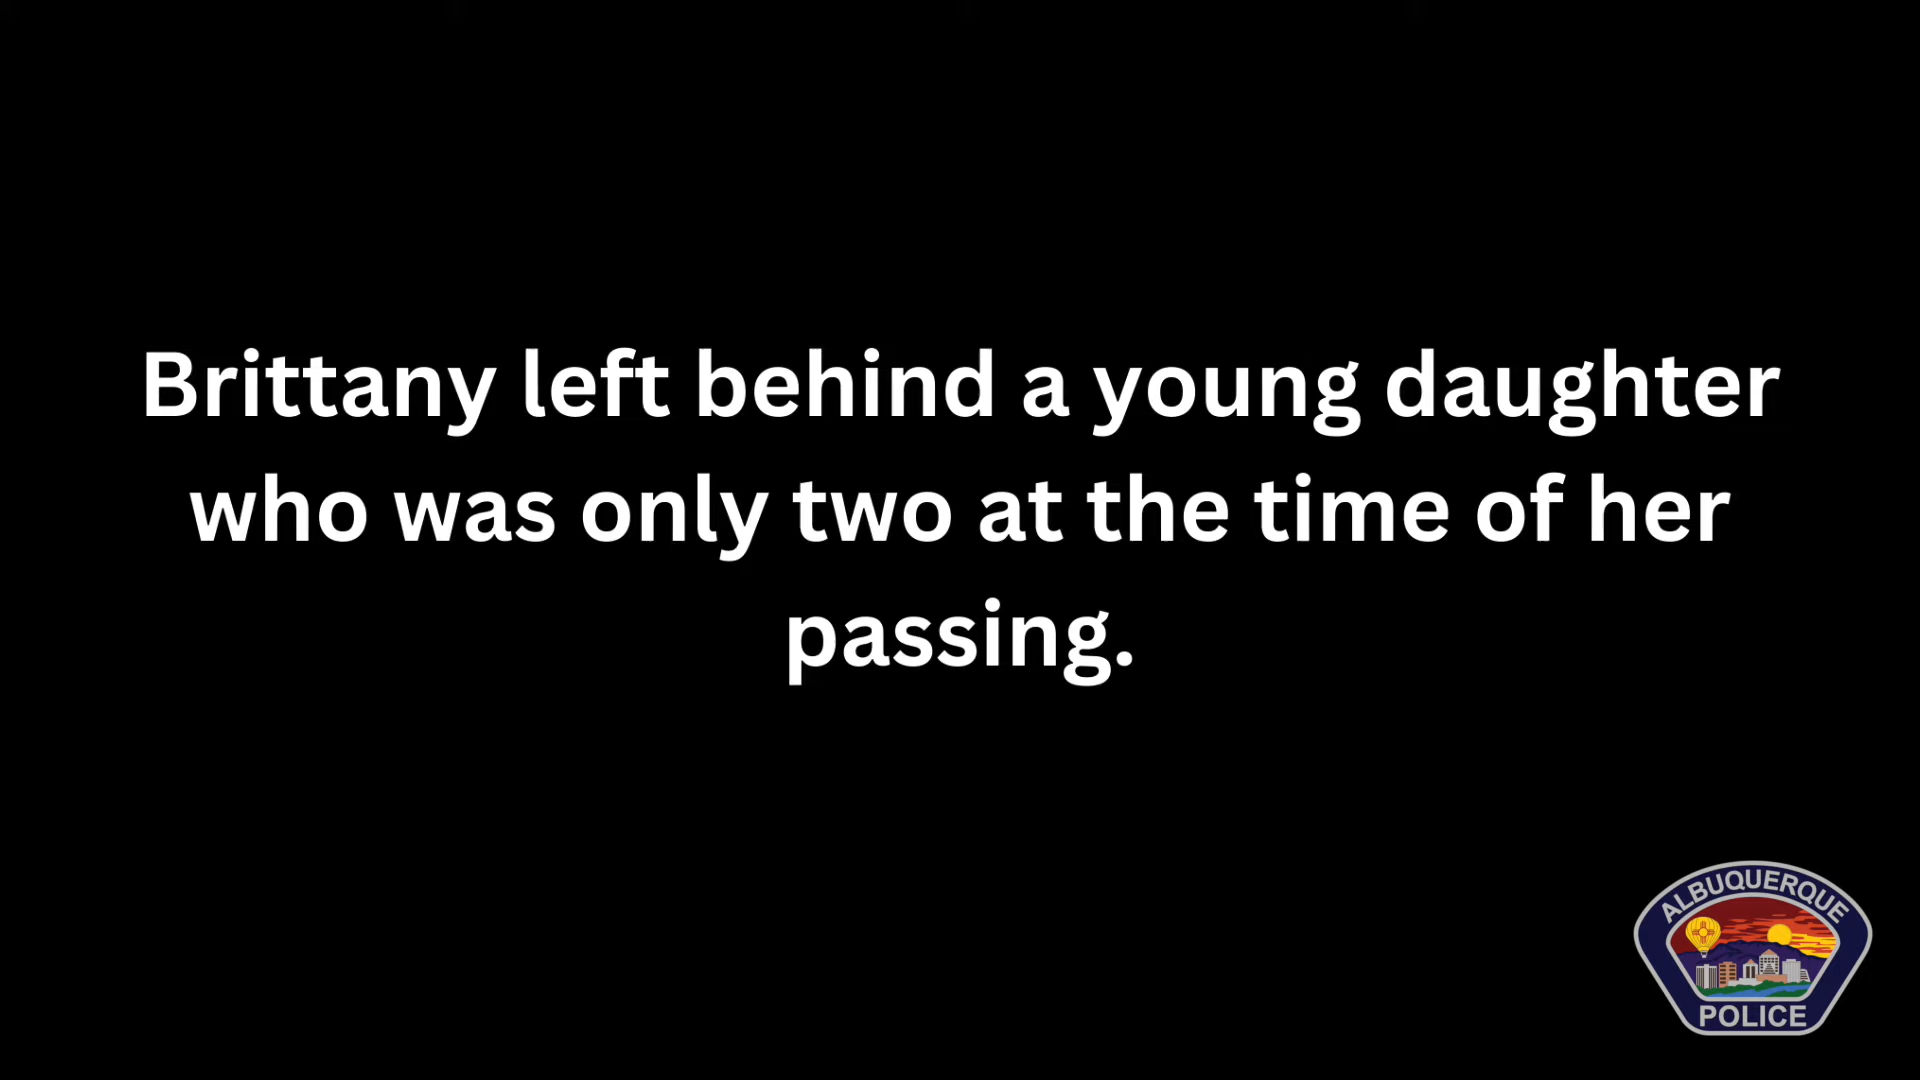 Brittany left behind a young daughter
who was only two at the time of her
passing.
ALBUQUERQUE
POLICE